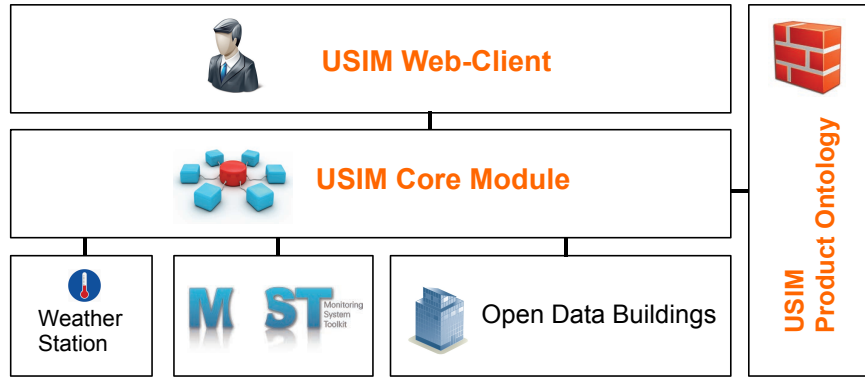 USIM Web-Client
USIM Core Module
Weather
Station
M ST
Monitoring
System
Toolkit
Open Data Buildings
USIM
Product Ontology